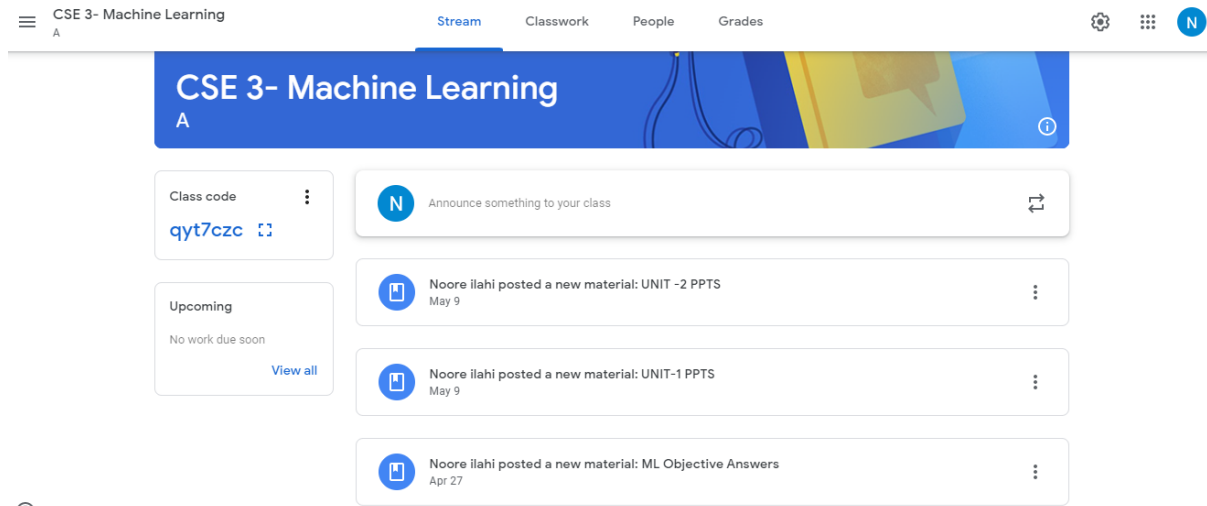 CSE 3- Machine Learning
A
Stream
Classwork
People
Grades
N
CSE 3- Machine Learning
A
Class code
qyt7czc
Upcoming
No work due soon
View all
N
Announce something to your class
Noore ilahi posted a new material: UNIT -2 PPTS
May 9
Noore ilahi posted a new material: UNIT-1 PPTS
May 9
Noore ilahi posted a new material: ML Objective Answers
Apr 27